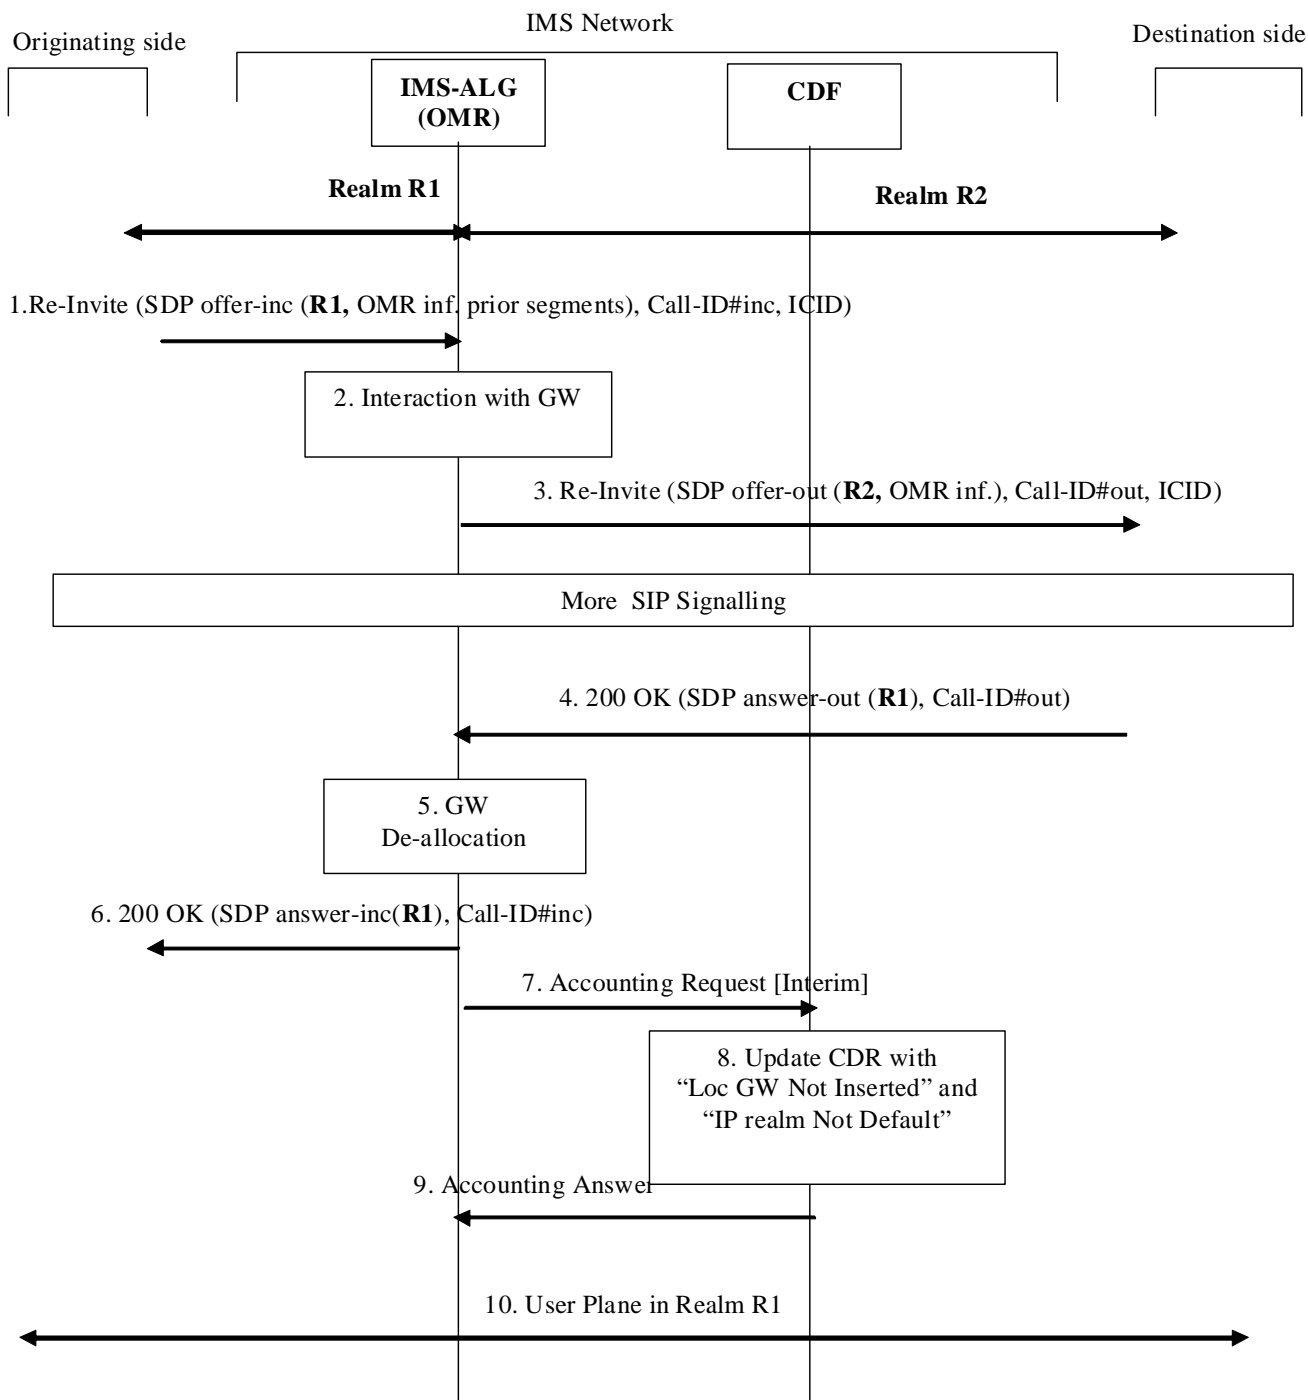 IMS Network
Originating side
Destination side
IMS-ALG
(OMR)
CDF
Realm R1
Realm R2
1.Re-Invite (SDP offer-inc (R1, OMR inf. prior segments), Call-ID#inc, ICID)
2. Interaction with GW
3. Re-Invite (SDP offer-out (R2, OMR inf.), Call-ID#out, ICID)
More SIP Signalling
4. 200 OK (SDP answer-out (R1), Call-ID#out)
5. GW
De-allocation
6. 200 OK (SDP answer-inc(R1), Call-ID#inc)
7. Accounting Request [Interim]
8. Update CDR with
“Loc GW Not Inserted” and
“IP realm Not Default”
9. Accounting Answer
10. User Plane in Realm R1